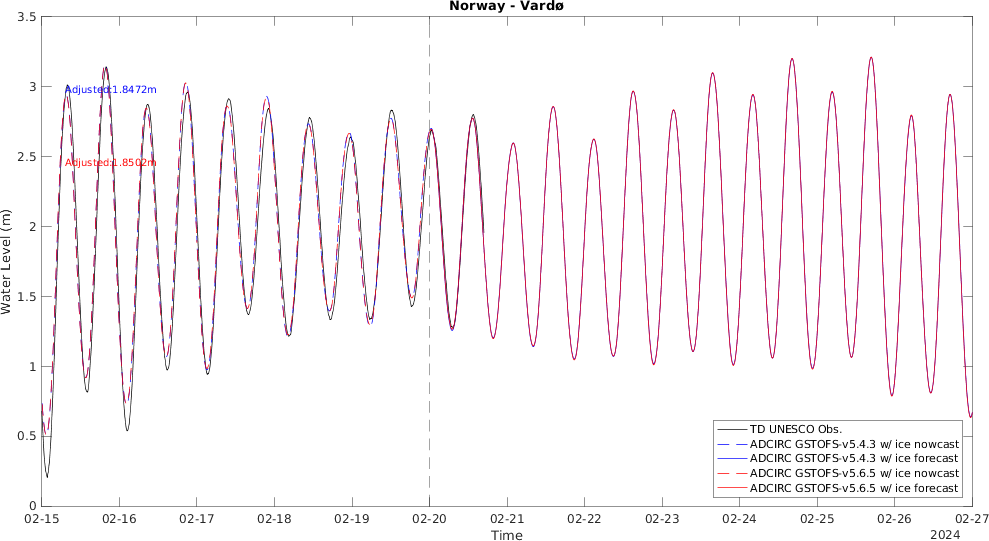 Norway - Vardø
3.5
3
2.5
2
1.5
1
0.5
0
Water Level (m)
Adjusted:1.8472m
Adjusted:1.8502m
TD UNESCO Obs.
ADCIRC GSTOFS-v5.4.3 w/ ice nowcast
ADCIRC GSTOFS-v5.4.3 w/ ice forecast
ADCIRC GSTOFS-v5.6.5 w/ ice nowcast
ADCIRC GSTOFS-v5.6.5 w/ ice forecast
02-15 02-16 02-17 02-18 02-19 02-20 02-21 02-22 02-23 02-24 02-25 02-26 02-27
Time
2024